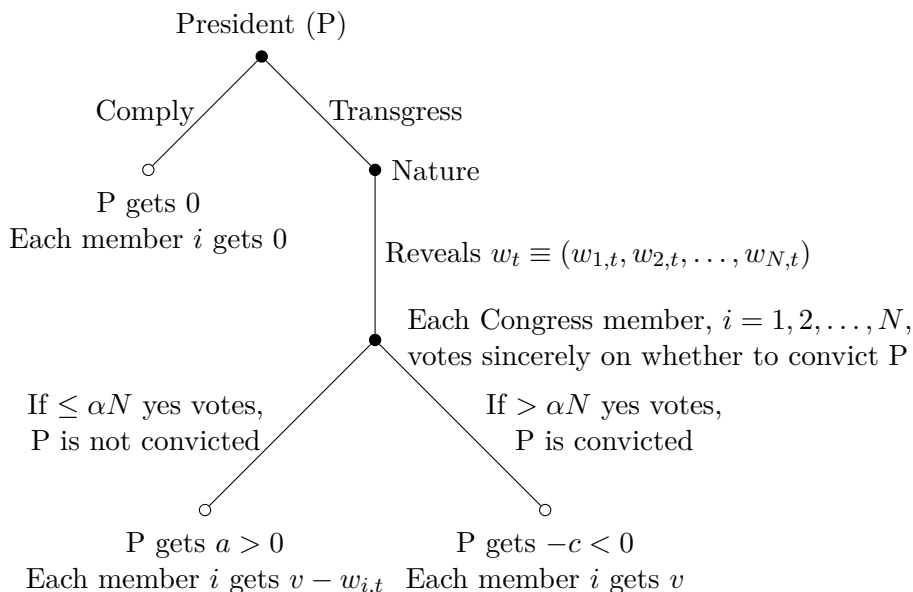 President (P)
Comply
Transgress
Nature
P gets 0
Each member i gets 0
Reveals w_t ≡ (w_{1,t}, w_{2,t}, . . . , w_{N,t})
Each Congress member, i = 1, 2, . . . , N,
votes sincerely on whether to convict P
If ≤ αN yes votes,
P is not convicted
If > αN yes votes,
P is convicted
P gets a > 0
Each member i gets v − w_{i,t}
P gets −c < 0
Each member i gets v